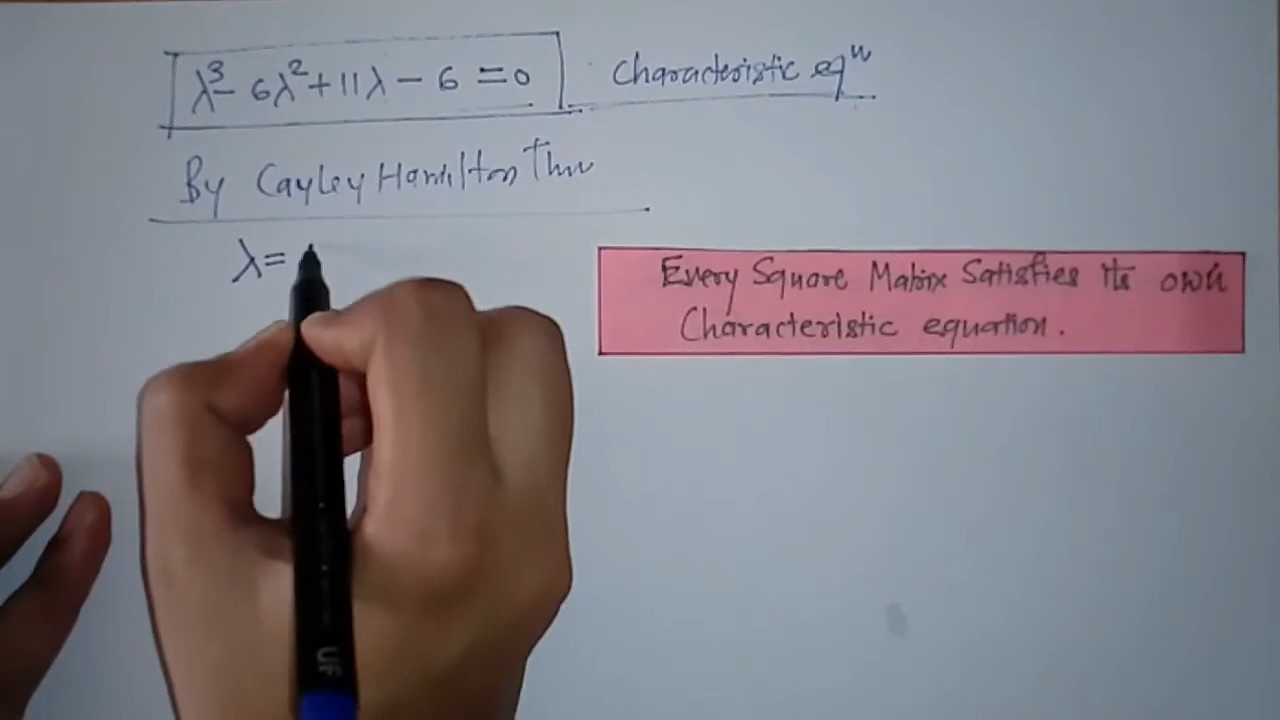 λ³- 6λ²+11λ - 6 =0 Characteristic eqⁿ
By Cayley Hamilton Thm
λ=
Every Square Matrix Satisfies its own
Characteristic equation.
UF